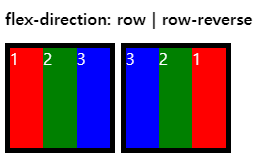 flex-direction: row | row-reverse
1 2 3 3 2 1